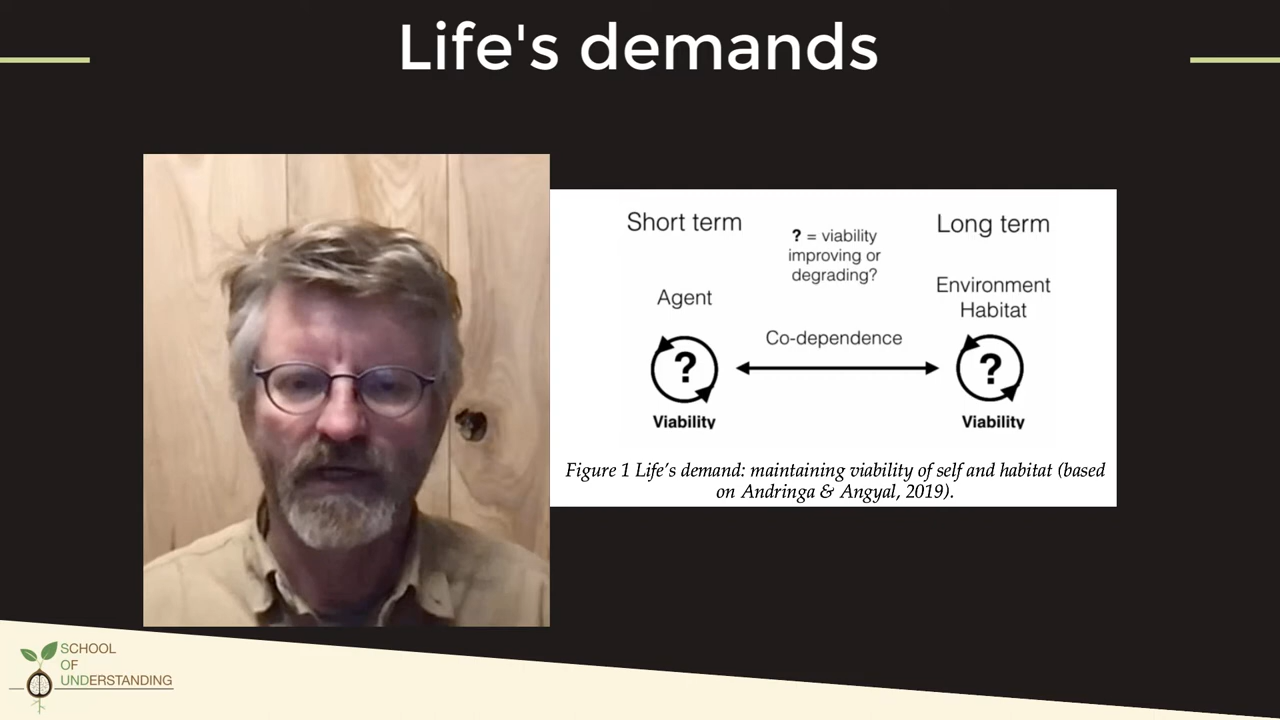 Life's demands
Short term
? = viability
improving or
degrading?
Long term
Agent
Environment
Habitat
Co-dependence
?
?
Viability
Viability
Figure 1 Life's demand: maintaining viability of self and habitat (based
on Andringa & Angyal, 2019).
SCHOOL
OF
UNDERSTANDING